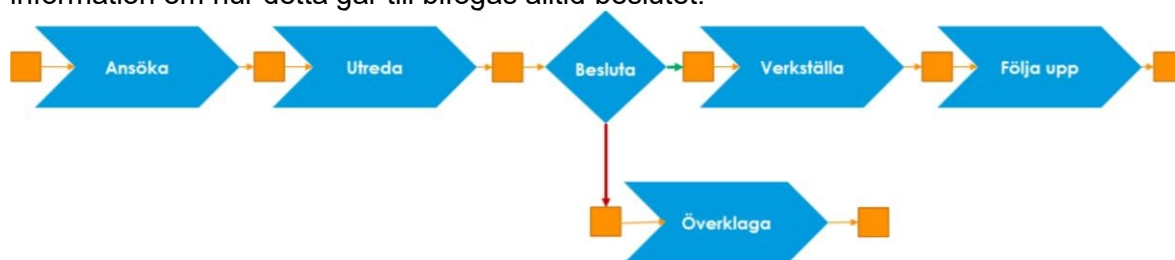 information om hur detta går till bifogas alltid beslutet.
Ansöka
Utreda
Besluta
Verkställa
Följa upp
Överklaga